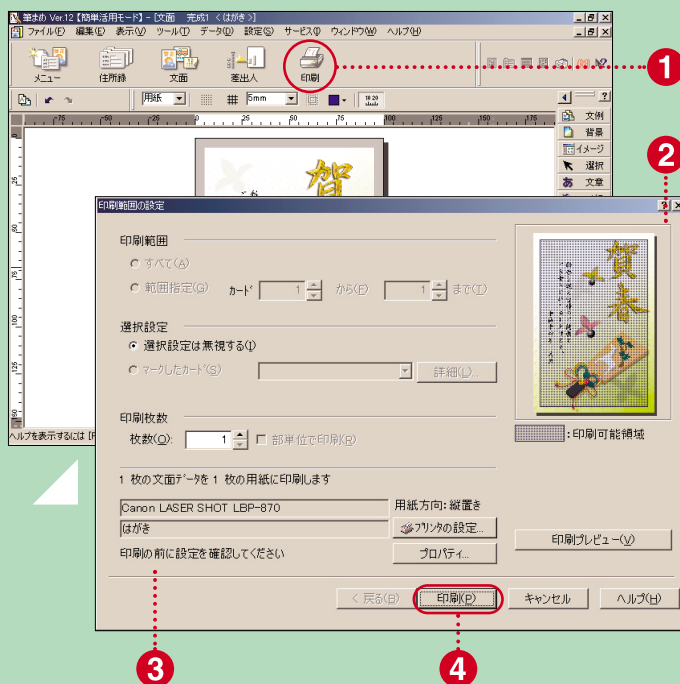 筆まめ Ver.12【簡単活用モード】- [文面 完成1 <はがき>]
ファイル(F) 編集(E) 表示(V) ツール(T) データ(D) 設定(S) サービス(I) ウィンドウ(W) ヘルプ(H)
メニュー 住所録 文面 差出人 印刷
1
用紙 5mm
文例
背景
イメージ
選択
文章
2
賀
ヘルプを表示するには [F
印刷範囲の設定
印刷範囲
すべて(A)
範囲指定(G) カード 1 から(F) 1 まで(T)
選択設定
選択設定は無視する(I)
マークしたカード(S) 詳細(L)...
印刷枚数
枚数(O): 1 部単位で印刷(R)
賀春
:印刷可能領域
1 枚の文面データを 1 枚の用紙に印刷します
Canon LASER SHOT LBP-870 用紙方向: 縦置き
はがき プリンタの設定...
印刷の前に設定を確認してください プロパティ...
印刷プレビュー(V)
< 戻る(B) 印刷(P) キャンセル ヘルプ(H)
3 4